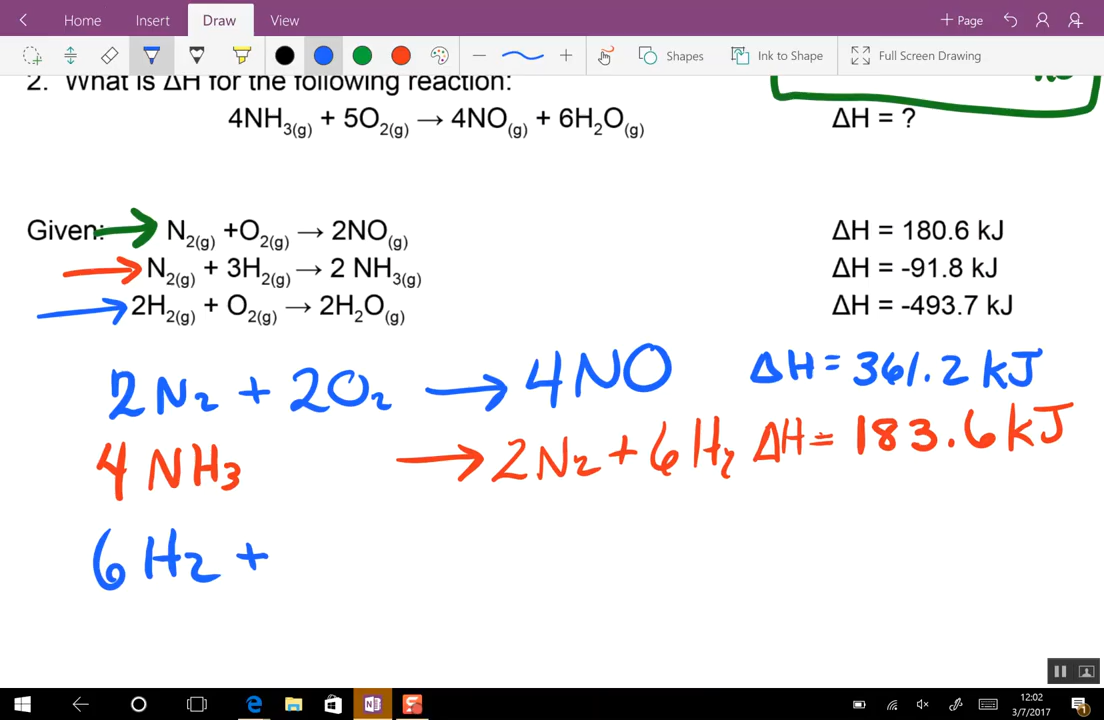 Home Insert Draw View + Page
Shapes Ink to Shape Full Screen Drawing
2. What is ΔH for the following reaction:
4NH3(g) + 5O2(g) → 4NO(g) + 6H2O(g) ΔH = ?
Given: N2(g) +O2(g) → 2NO(g) ΔH = 180.6 kJ
N2(g) + 3H2(g) → 2 NH3(g) ΔH = -91.8 kJ
2H2(g) + O2(g) → 2H2O(g) ΔH = -493.7 kJ
2N2 + 2O2 → 4NO ΔH = 361.2 kJ
4 NH3 → 2N2 + 6H2 ΔH = 183.6 kJ
6H2 +
12:02
3/7/2017